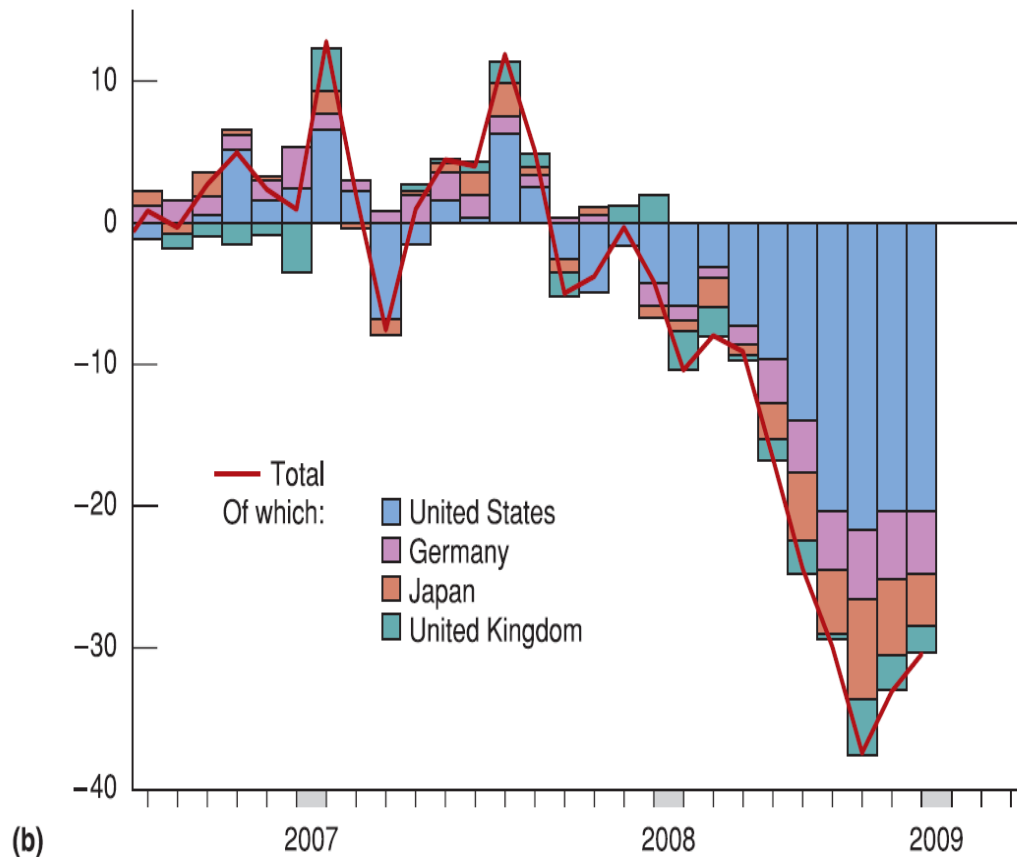 10
0
−10
−20
−30
−40
Total
Of which:
United States
Germany
Japan
United Kingdom
2007
2008
2009
(b)